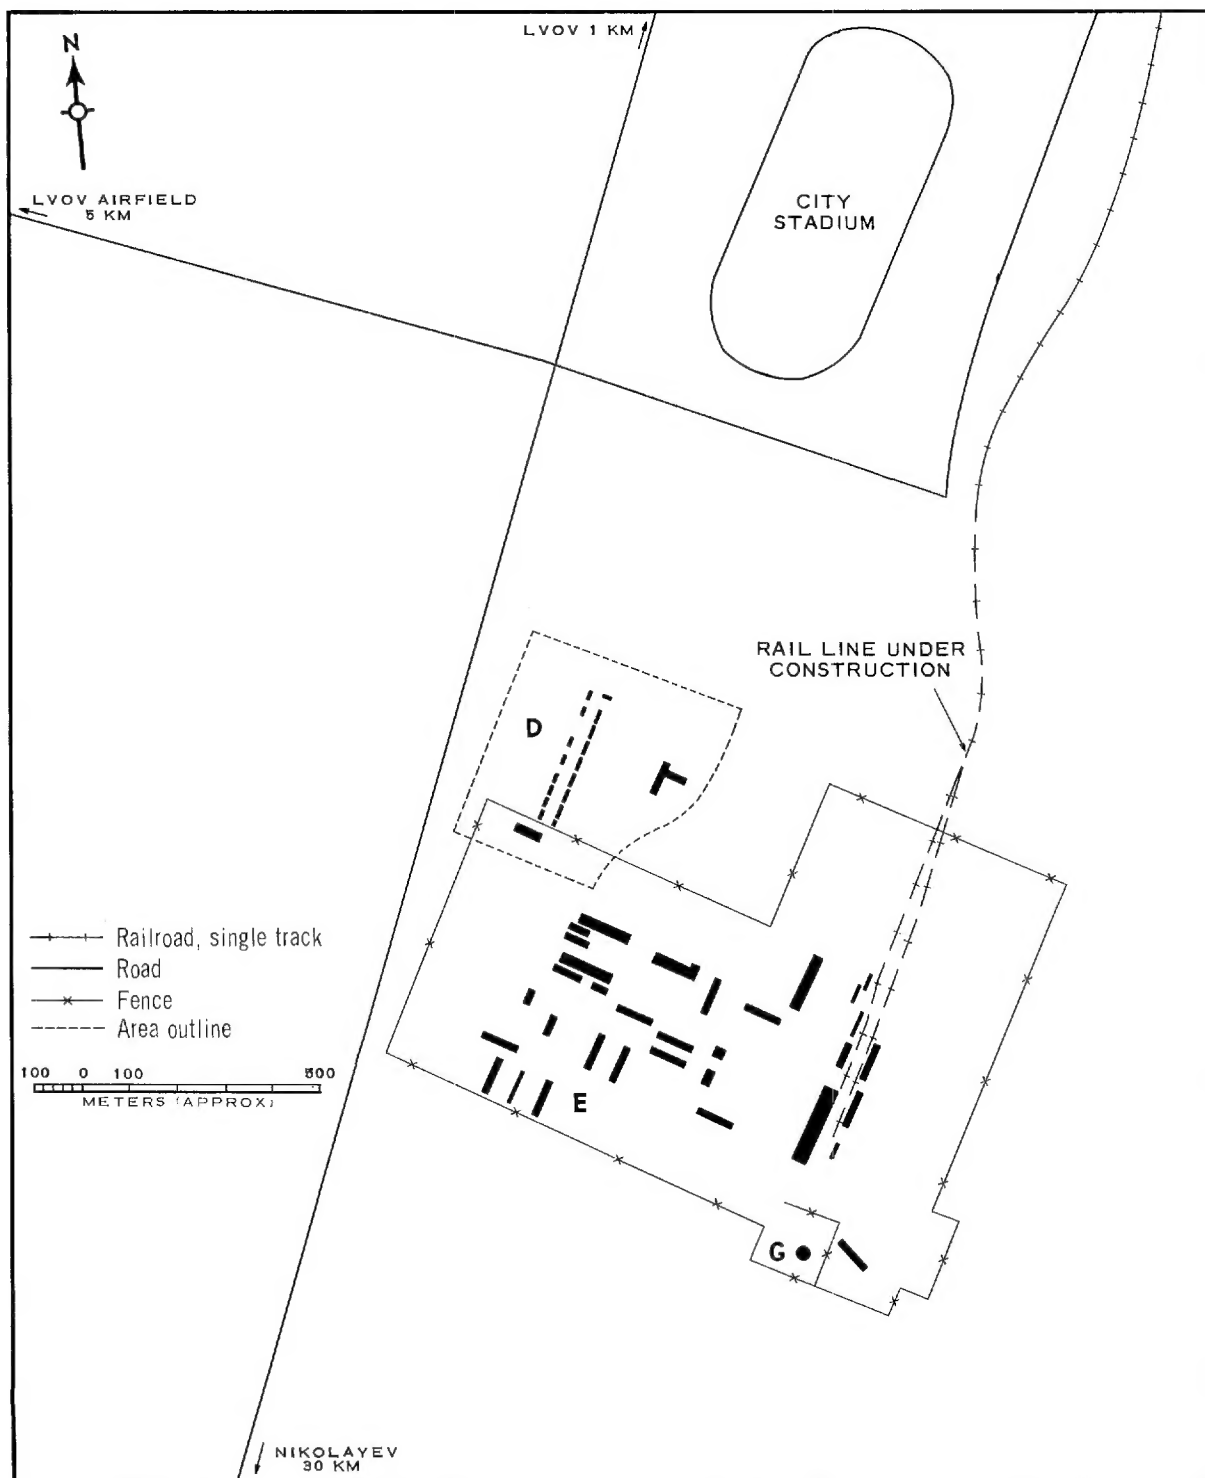 LVOV 1 KM
N
LVOV AIRFIELD
5 KM
CITY
STADIUM
RAIL LINE UNDER
CONSTRUCTION
D
Railroad, single track
Road
Fence
Area outline
100 0 100 500
METERS (APPROX)
E
G
NIKOLAYEV
30 KM